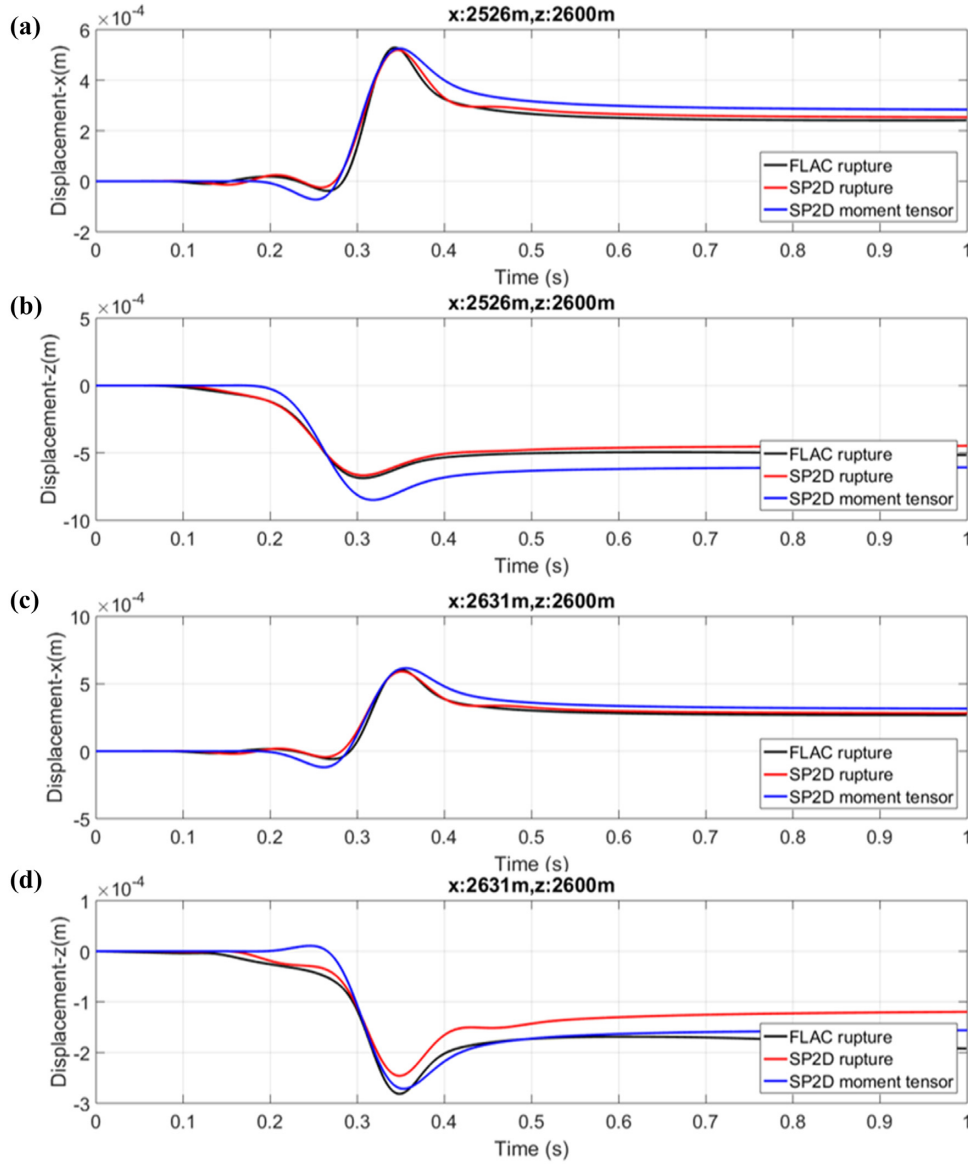 (a)
×10⁻⁴
x:2526m,z:2600m
Displacement-x(m)
6
4
2
0
-2
FLAC rupture
SP2D rupture
SP2D moment tensor
0 0.1 0.2 0.3 0.4 0.5 0.6 0.7 0.8 0.9 1
Time (s)
(b)
×10⁻⁴
x:2526m,z:2600m
Displacement-z(m)
5
0
-5
-10
FLAC rupture
SP2D rupture
SP2D moment tensor
0 0.1 0.2 0.3 0.4 0.5 0.6 0.7 0.8 0.9 1
Time (s)
(c)
×10⁻⁴
x:2631m,z:2600m
Displacement-x(m)
10
5
0
-5
FLAC rupture
SP2D rupture
SP2D moment tensor
0 0.1 0.2 0.3 0.4 0.5 0.6 0.7 0.8 0.9 1
Time (s)
(d)
×10⁻⁴
x:2631m,z:2600m
Displacement-z(m)
1
0
-1
-2
-3
FLAC rupture
SP2D rupture
SP2D moment tensor
0 0.1 0.2 0.3 0.4 0.5 0.6 0.7 0.8 0.9 1
Time (s)